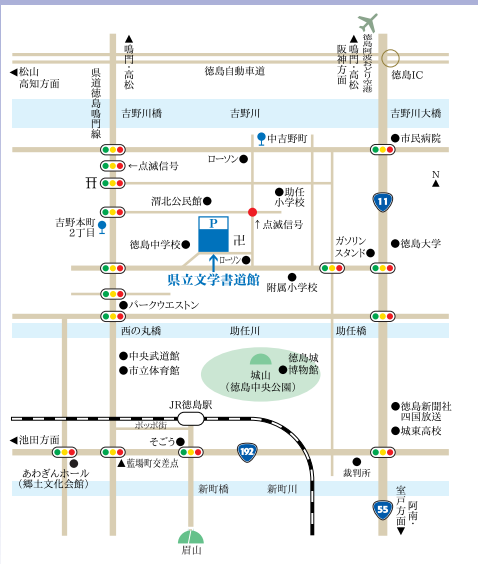 徳島阿波おどり空港
▲鳴門・高松
▲鳴門・高松
阪神方面
◀松山
高知方面
県道徳島鳴門線
徳島自動車道
徳島IC
吉野川橋
吉野川
吉野川大橋
中吉野町
市民病院
ローソン
←点滅信号
N
▲
渭北公民館
助任
小学校
11
吉野本町
2丁目
P
卍
↑点滅信号
徳島中学校
ガソリン
スタンド
徳島大学
ローソン
県立文学書道館
附属小学校
パークウエストン
西の丸橋
助任川
助任橋
中央武道館
市立体育館
徳島城
博物館
城山
(徳島中央公園)
JR徳島駅
ポッポ街
徳島新聞社
四国放送
城東高校
◀池田方面
そごう
192
▲藍場町交差点
あわぎんホール
(郷土文化会館)
裁判所
新町橋
新町川
55
阿南・
室戸方面▼
眉山